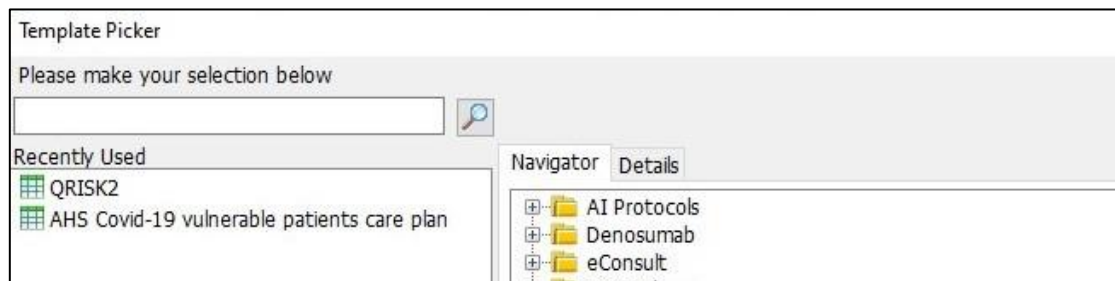 Template Picker
Please make your selection below
Recently Used
QRISK2
AHS Covid-19 vulnerable patients care plan
Navigator Details
AI Protocols
Denosumab
eConsult